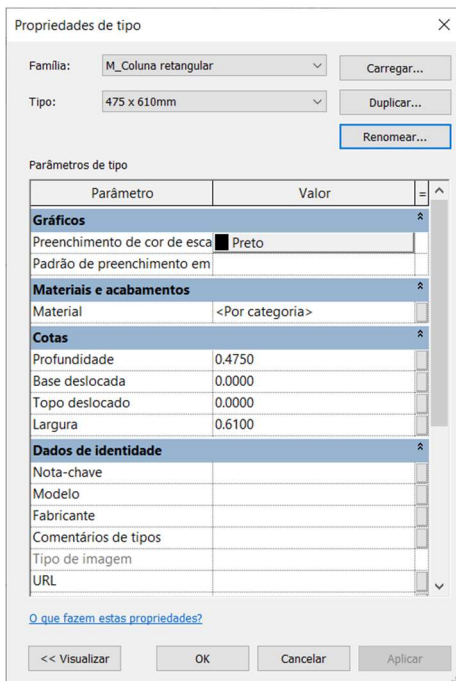 Propriedades de tipo
Família: M_Coluna retangular Carregar...
Tipo: 475 x 610mm Duplicar...
Renomear...
Parâmetros de tipo
Parâmetro Valor =
Gráficos
Preenchimento de cor de esca Preto
Padrão de preenchimento em
Materiais e acabamentos
Material <Por categoria>
Cotas
Profundidade 0.4750
Base deslocada 0.0000
Topo deslocado 0.0000
Largura 0.6100
Dados de identidade
Nota-chave
Modelo
Fabricante
Comentários de tipos
Tipo de imagem
URL
O que fazem estas propriedades?
<< Visualizar OK Cancelar Aplicar